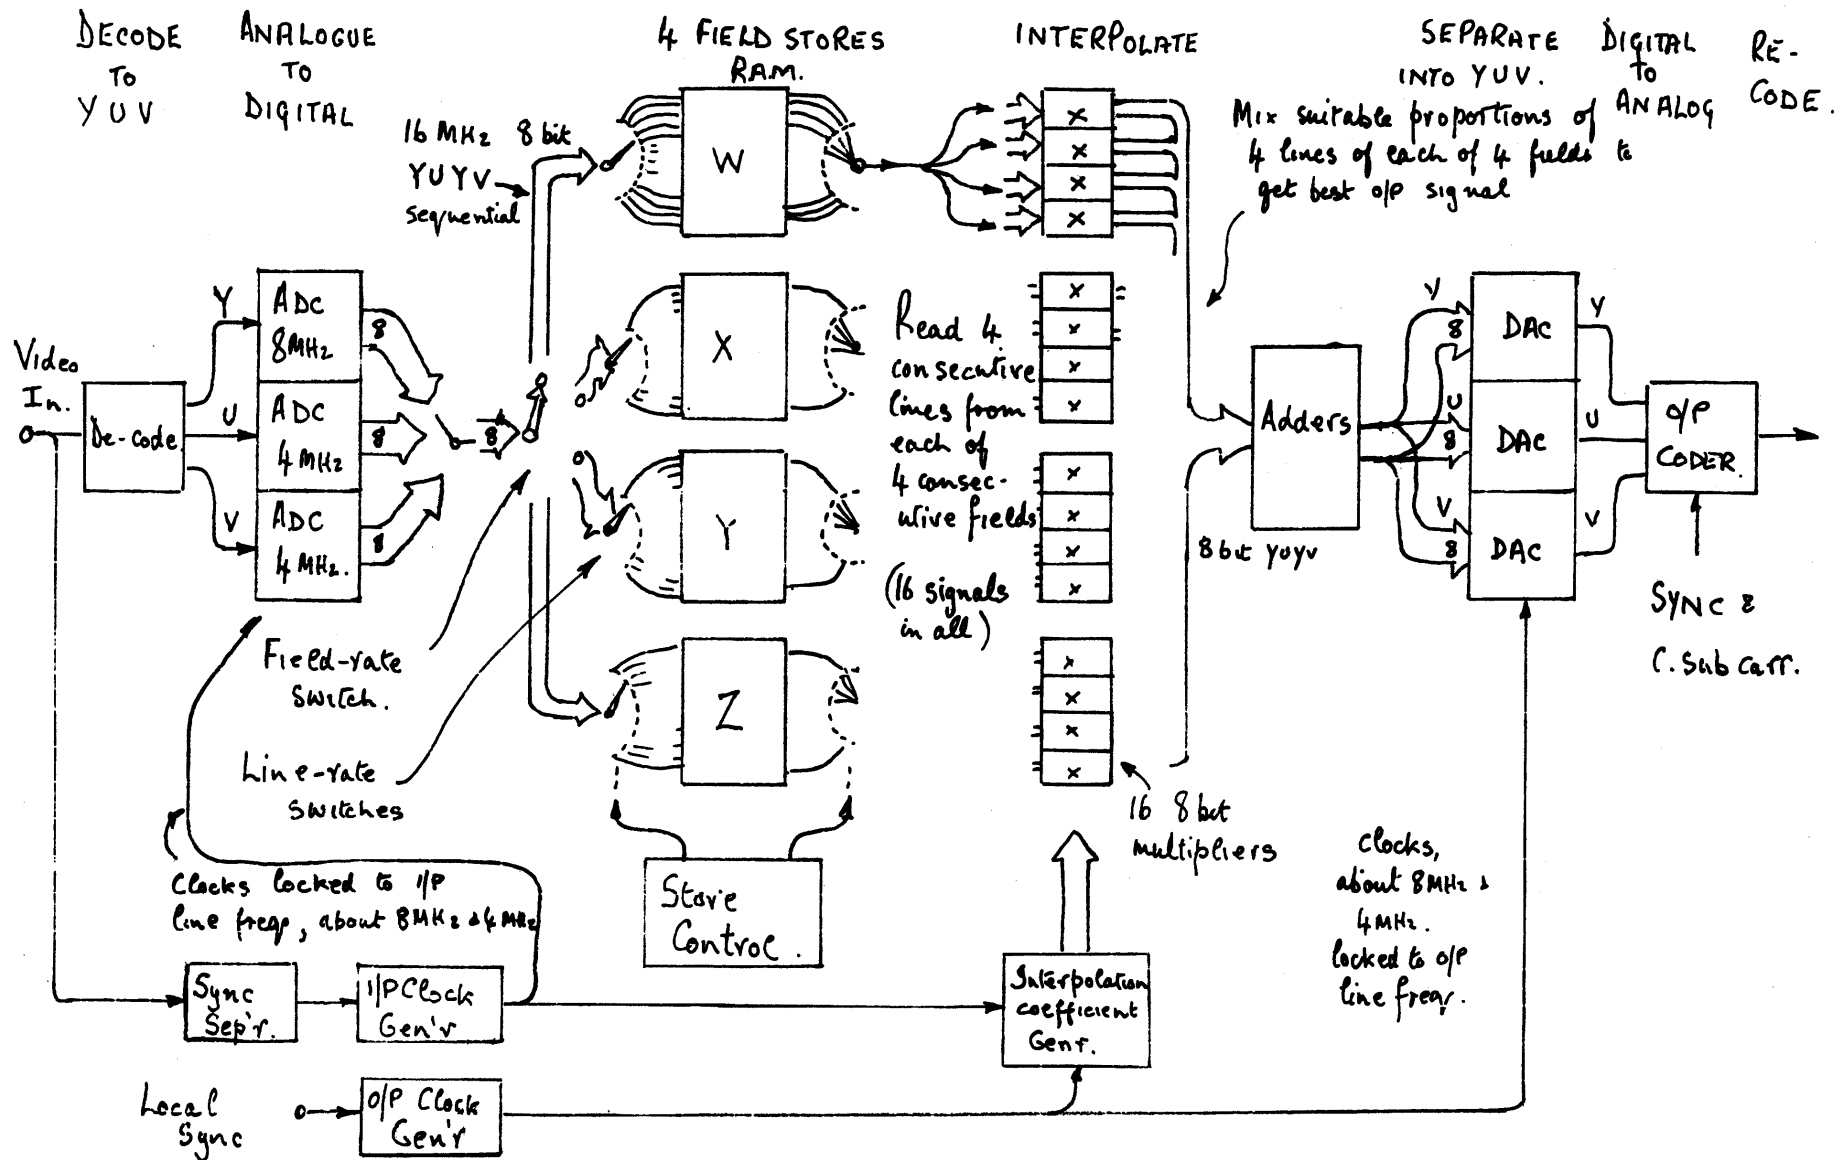 DECODE
TO
YUV
ANALOGUE
TO
DIGITAL
4 FIELD STORES
R.A.M.
INTERPOLATE
SEPARATE
INTO YUV.
DIGITAL
to
ANALOG
RE-
CODE.
Mix suitable proportions of
4 lines of each of 4 fields to
get best o/p signal
16 MHz 8 bit
YUYV
sequential
W
x
x
x
x
Video
In.
De-code
Y
U
V
ADC
8MHz
ADC
4MHz
ADC
4MHz.
8
8
8
8
X
Y
Z
Read 4
consecutive
lines from
each of
4 consec-
utive fields
(16 signals
in all)
x
x
x
x
x
x
x
x
x
x
x
x
Adders
8 bit YUYV
Y
8
U
8
V
8
DAC
DAC
DAC
Y
U
V
O/P
CODER.
SYNC &
C. Sub carr.
Field-rate
switch.
Line-rate
switches
16 8 bit
multipliers
Clocks locked to I/P
line freq, about 8MHz & 4MHz
Store
Control.
Clocks,
about 8MHz &
4MHz.
locked to o/p
line freq.
Sync
Sep'r.
I/P Clock
Gen'r
Interpolation
coefficient
Genr.
Local
Sync
O/P Clock
Gen'r